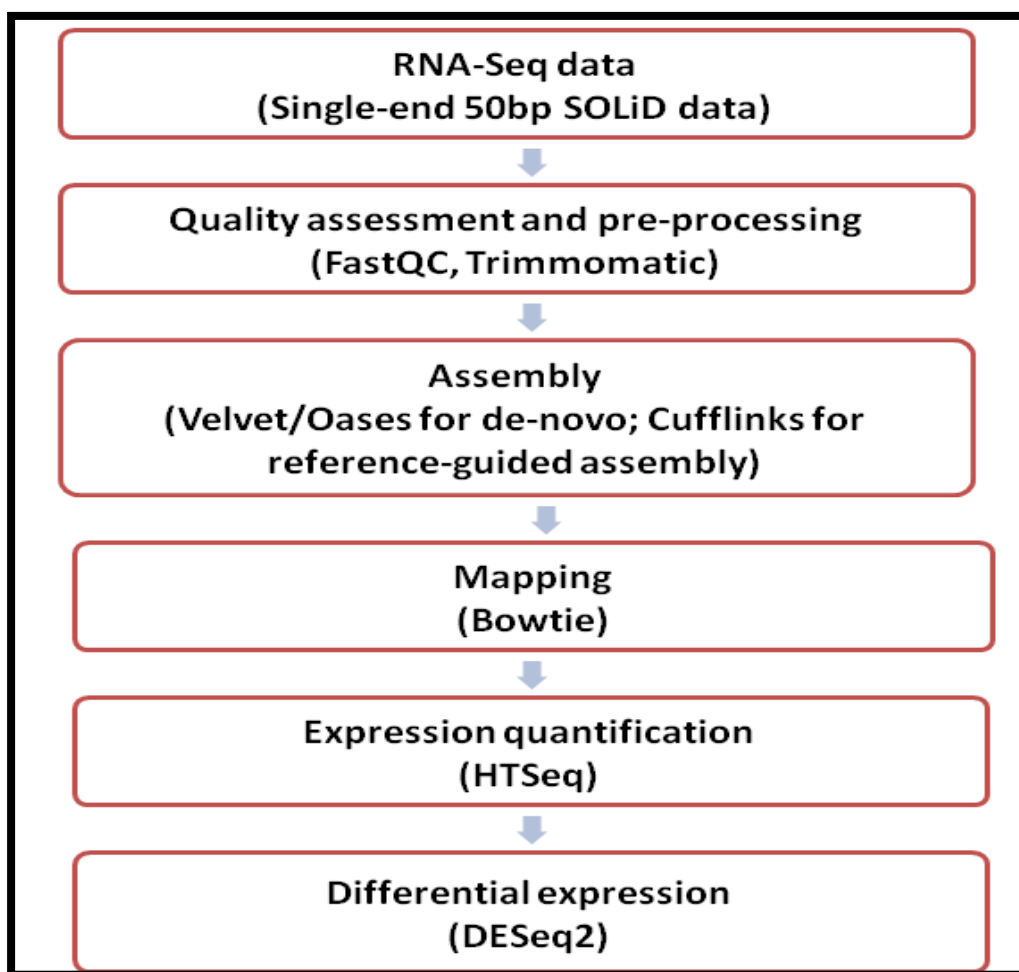 RNA-Seq data
(Single-end 50bp SOLiD data)
Quality assessment and pre-processing
(FastQC, Trimmomatic)
Assembly
(Velvet/Oases for de-novo; Cufflinks for
reference-guided assembly)
Mapping
(Bowtie)
Expression quantification
(HTSeq)
Differential expression
(DESeq2)